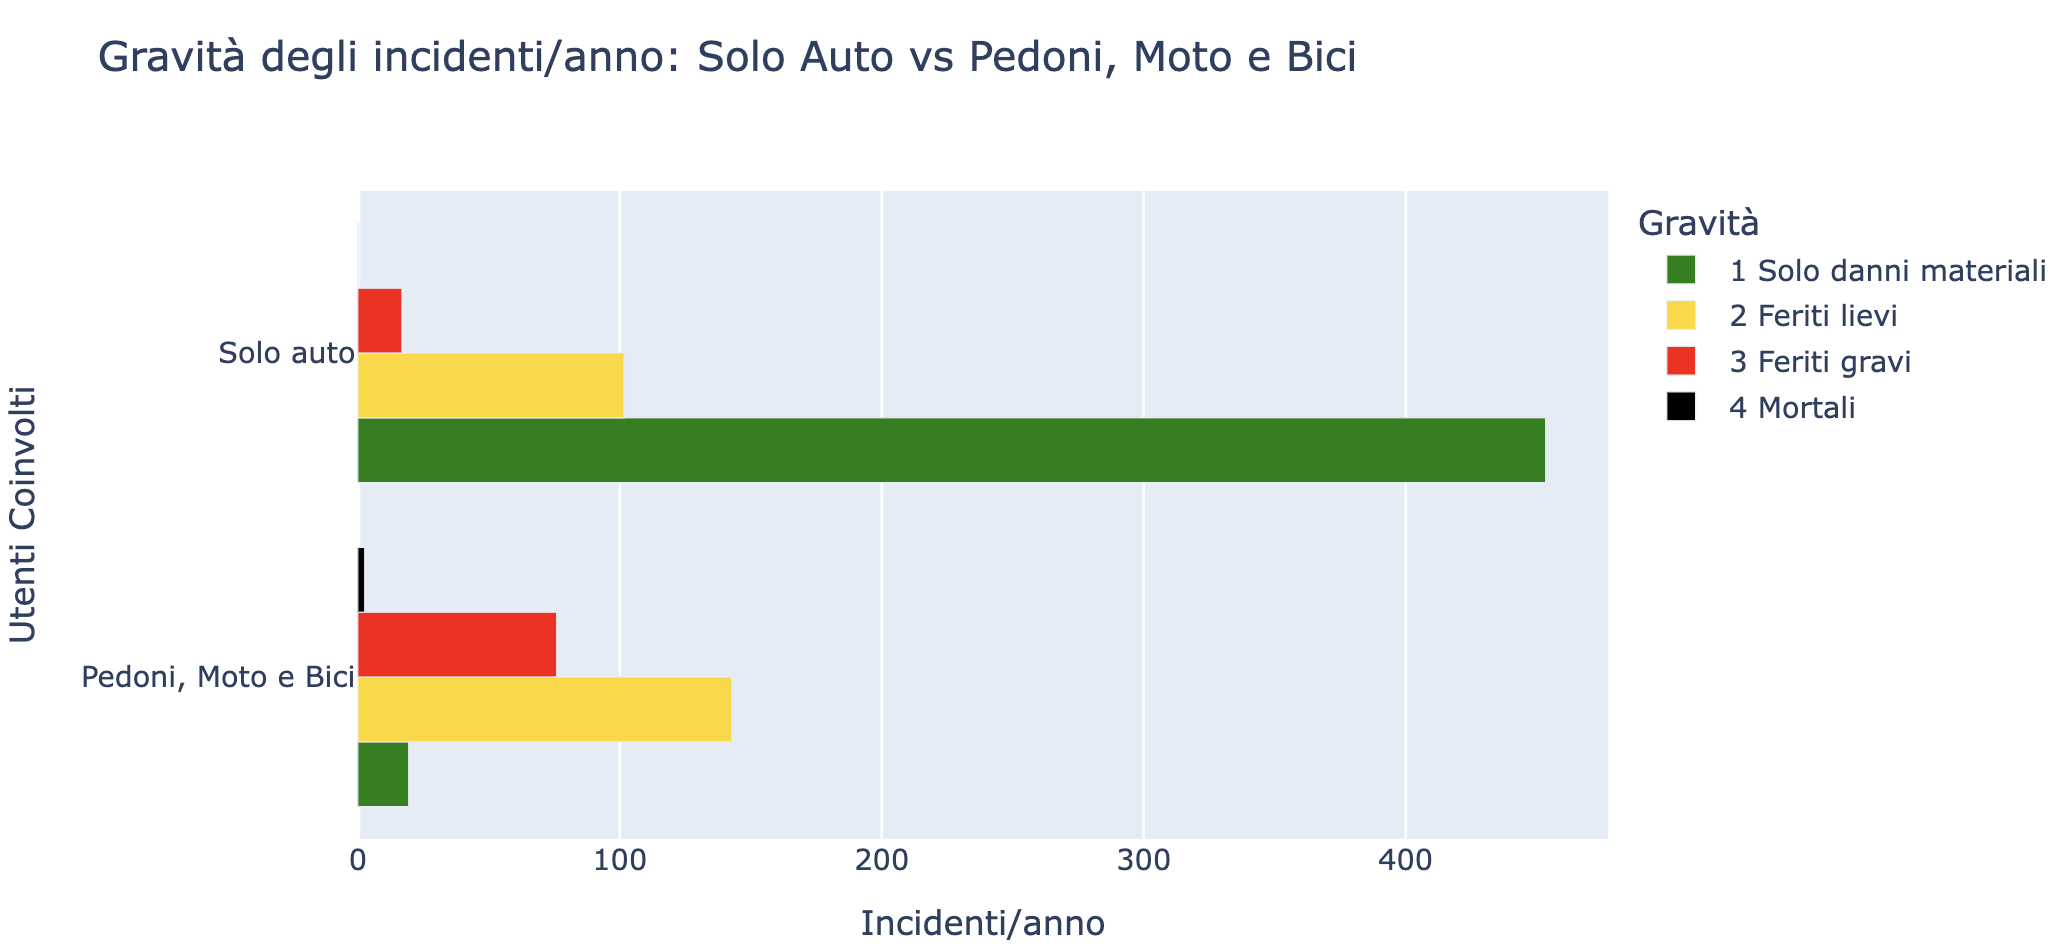 Gravità degli incidenti/anno: Solo Auto vs Pedoni, Moto e Bici
Gravità
1 Solo danni materiali
2 Feriti lievi
3 Feriti gravi
4 Mortali
Utenti Coinvolti
Solo auto
Pedoni, Moto e Bici
0 100 200 300 400
Incidenti/anno